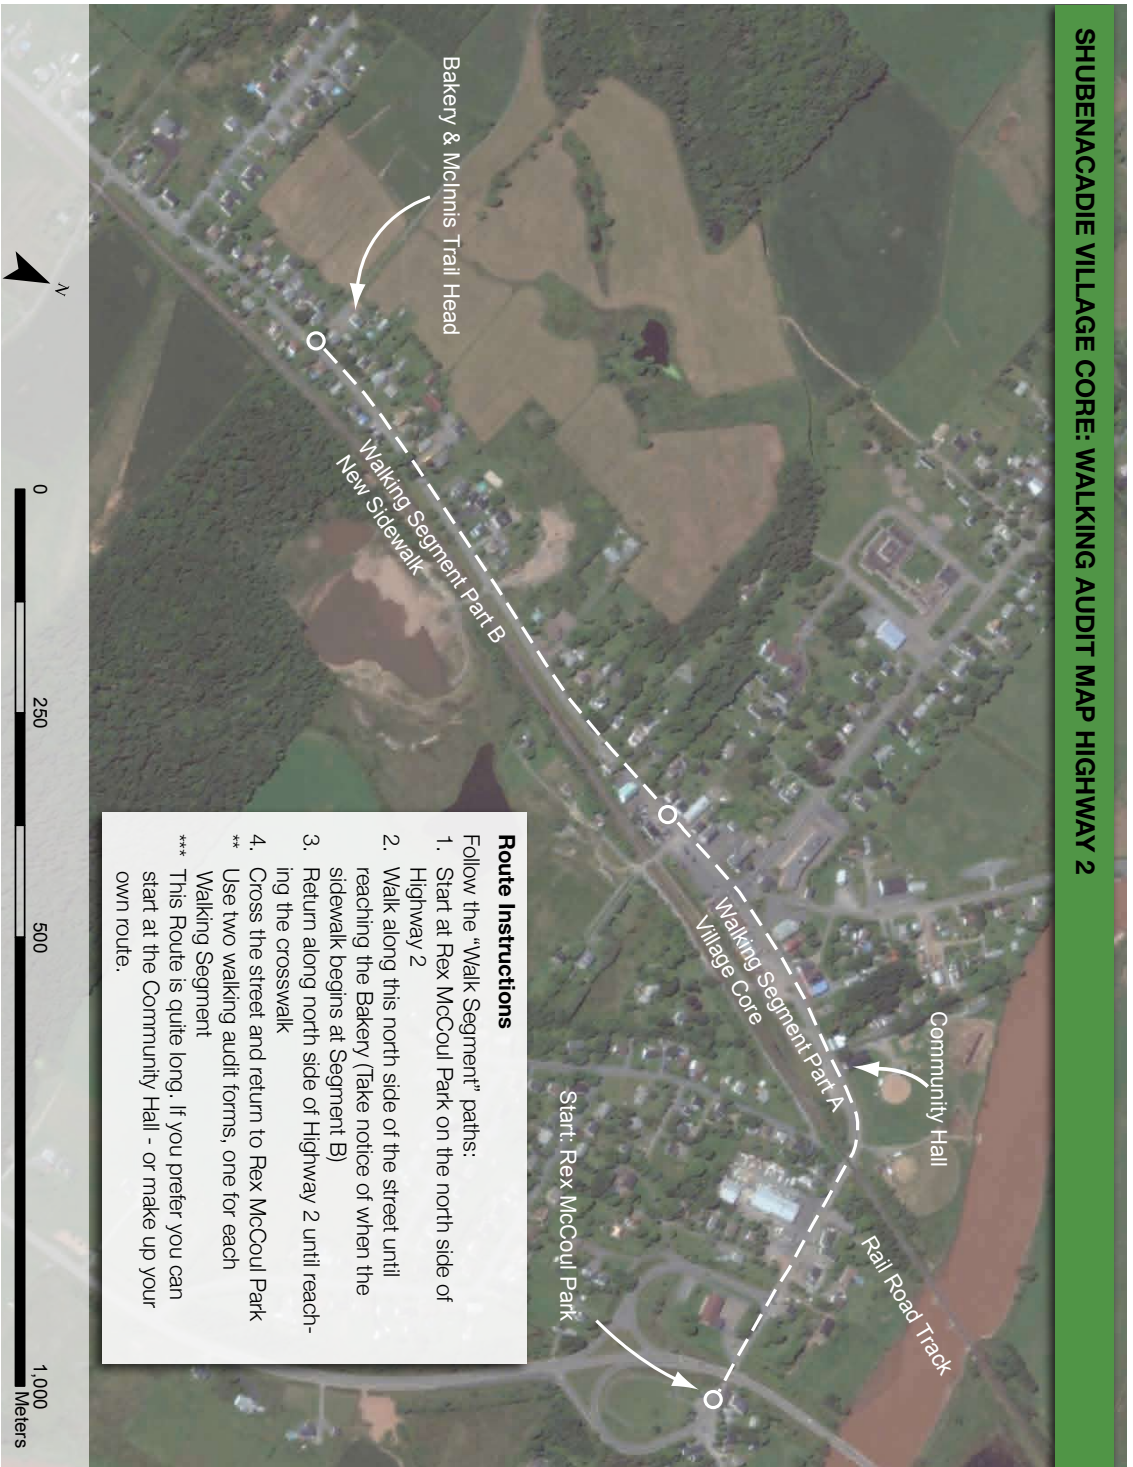 SHUBENACADIE VILLAGE CORE: WALKING AUDIT MAP HIGHWAY 2
Bakery & McInnis Trail Head
Walking Segment Part B
New Sidewalk
Walking Segment Part A
Village Core
Community Hall
Rail Road Track
Start: Rex McCoul Park
Route Instructions
Follow the “Walk Segment” paths:
1. Start at Rex McCoul Park on the north side of
Highway 2
2. Walk along this north side of the street until
reaching the Bakery (Take notice of when the
sidewalk begins at Segment B)
3. Return along north side of Highway 2 until reach-
ing the crosswalk
4. Cross the street and return to Rex McCoul Park
** Use two walking audit forms, one for each
Walking Segment
*** This Route is quite long. If you prefer you can
start at the Community Hall - or make up your
own route.
N
0 250 500 1,000
Meters